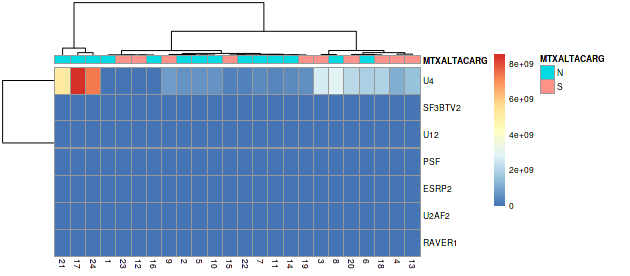 MTXALTACARG
U4
SF3BTV2
U12
PSF
ESRP2
U2AF2
RAVER1
21 17 24 1 23 12 16 9 2 5 10 15 22 7 11 14 19 3 8 20 6 18 4 13
8e+09
6e+09
4e+09
2e+09
0
MTXALTACARG
N
S